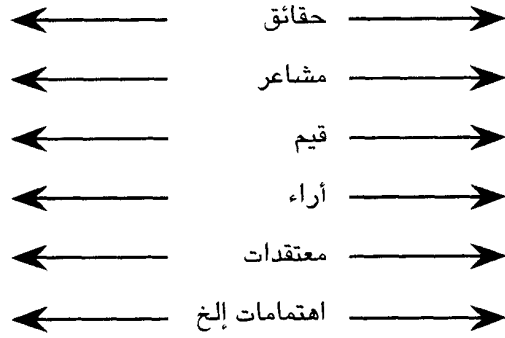 حقائق
مشاعر
قيم
أراء
معتقدات
اهتمامات إلخ